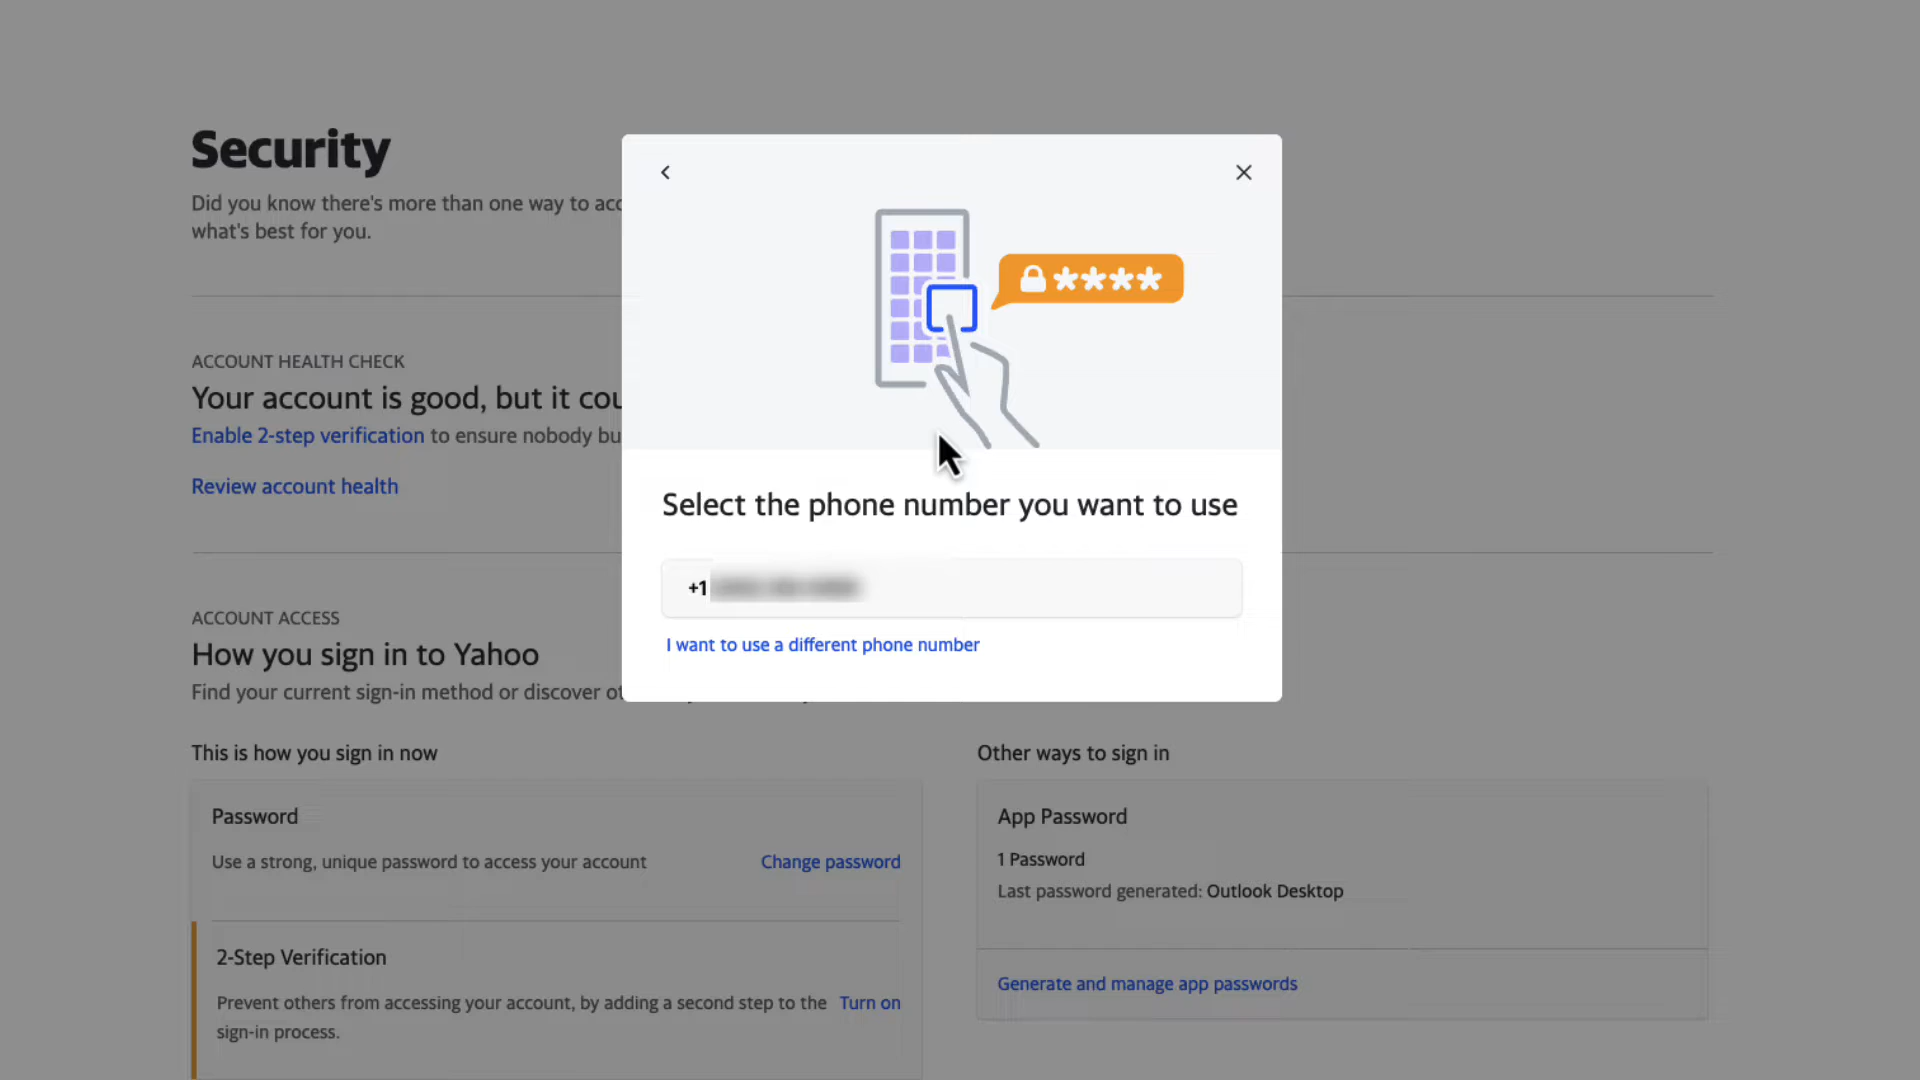 Security
Did you know there's more than one way to acc
what's best for you.
ACCOUNT HEALTH CHECK
Your account is good, but it cou
Enable 2-step verification to ensure nobody bu
Review account health
ACCOUNT ACCESS
How you sign in to Yahoo
Find your current sign-in method or discover
This is how you sign in now
Password
Use a strong, unique password to access your account
Change password
2-Step Verification
Prevent others from accessing your account, by adding a second step to the
sign-in process.
Turn on
Other ways to sign in
App Password
1 Password
Last password generated: Outlook Desktop
Generate and manage app passwords
****
Select the phone number you want to use
+1
I want to use a different phone number